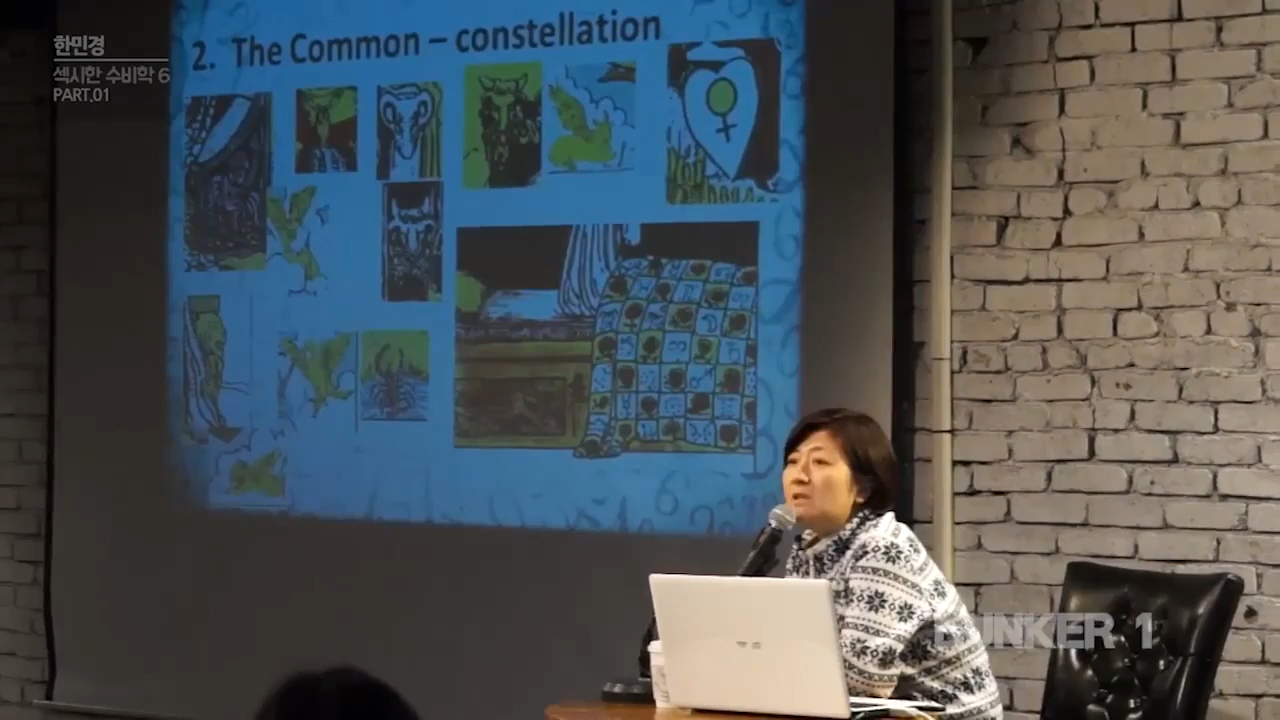 한민경
섹시한 수비학 6
PART.01
2. The Common – constellation
BUNKER 1